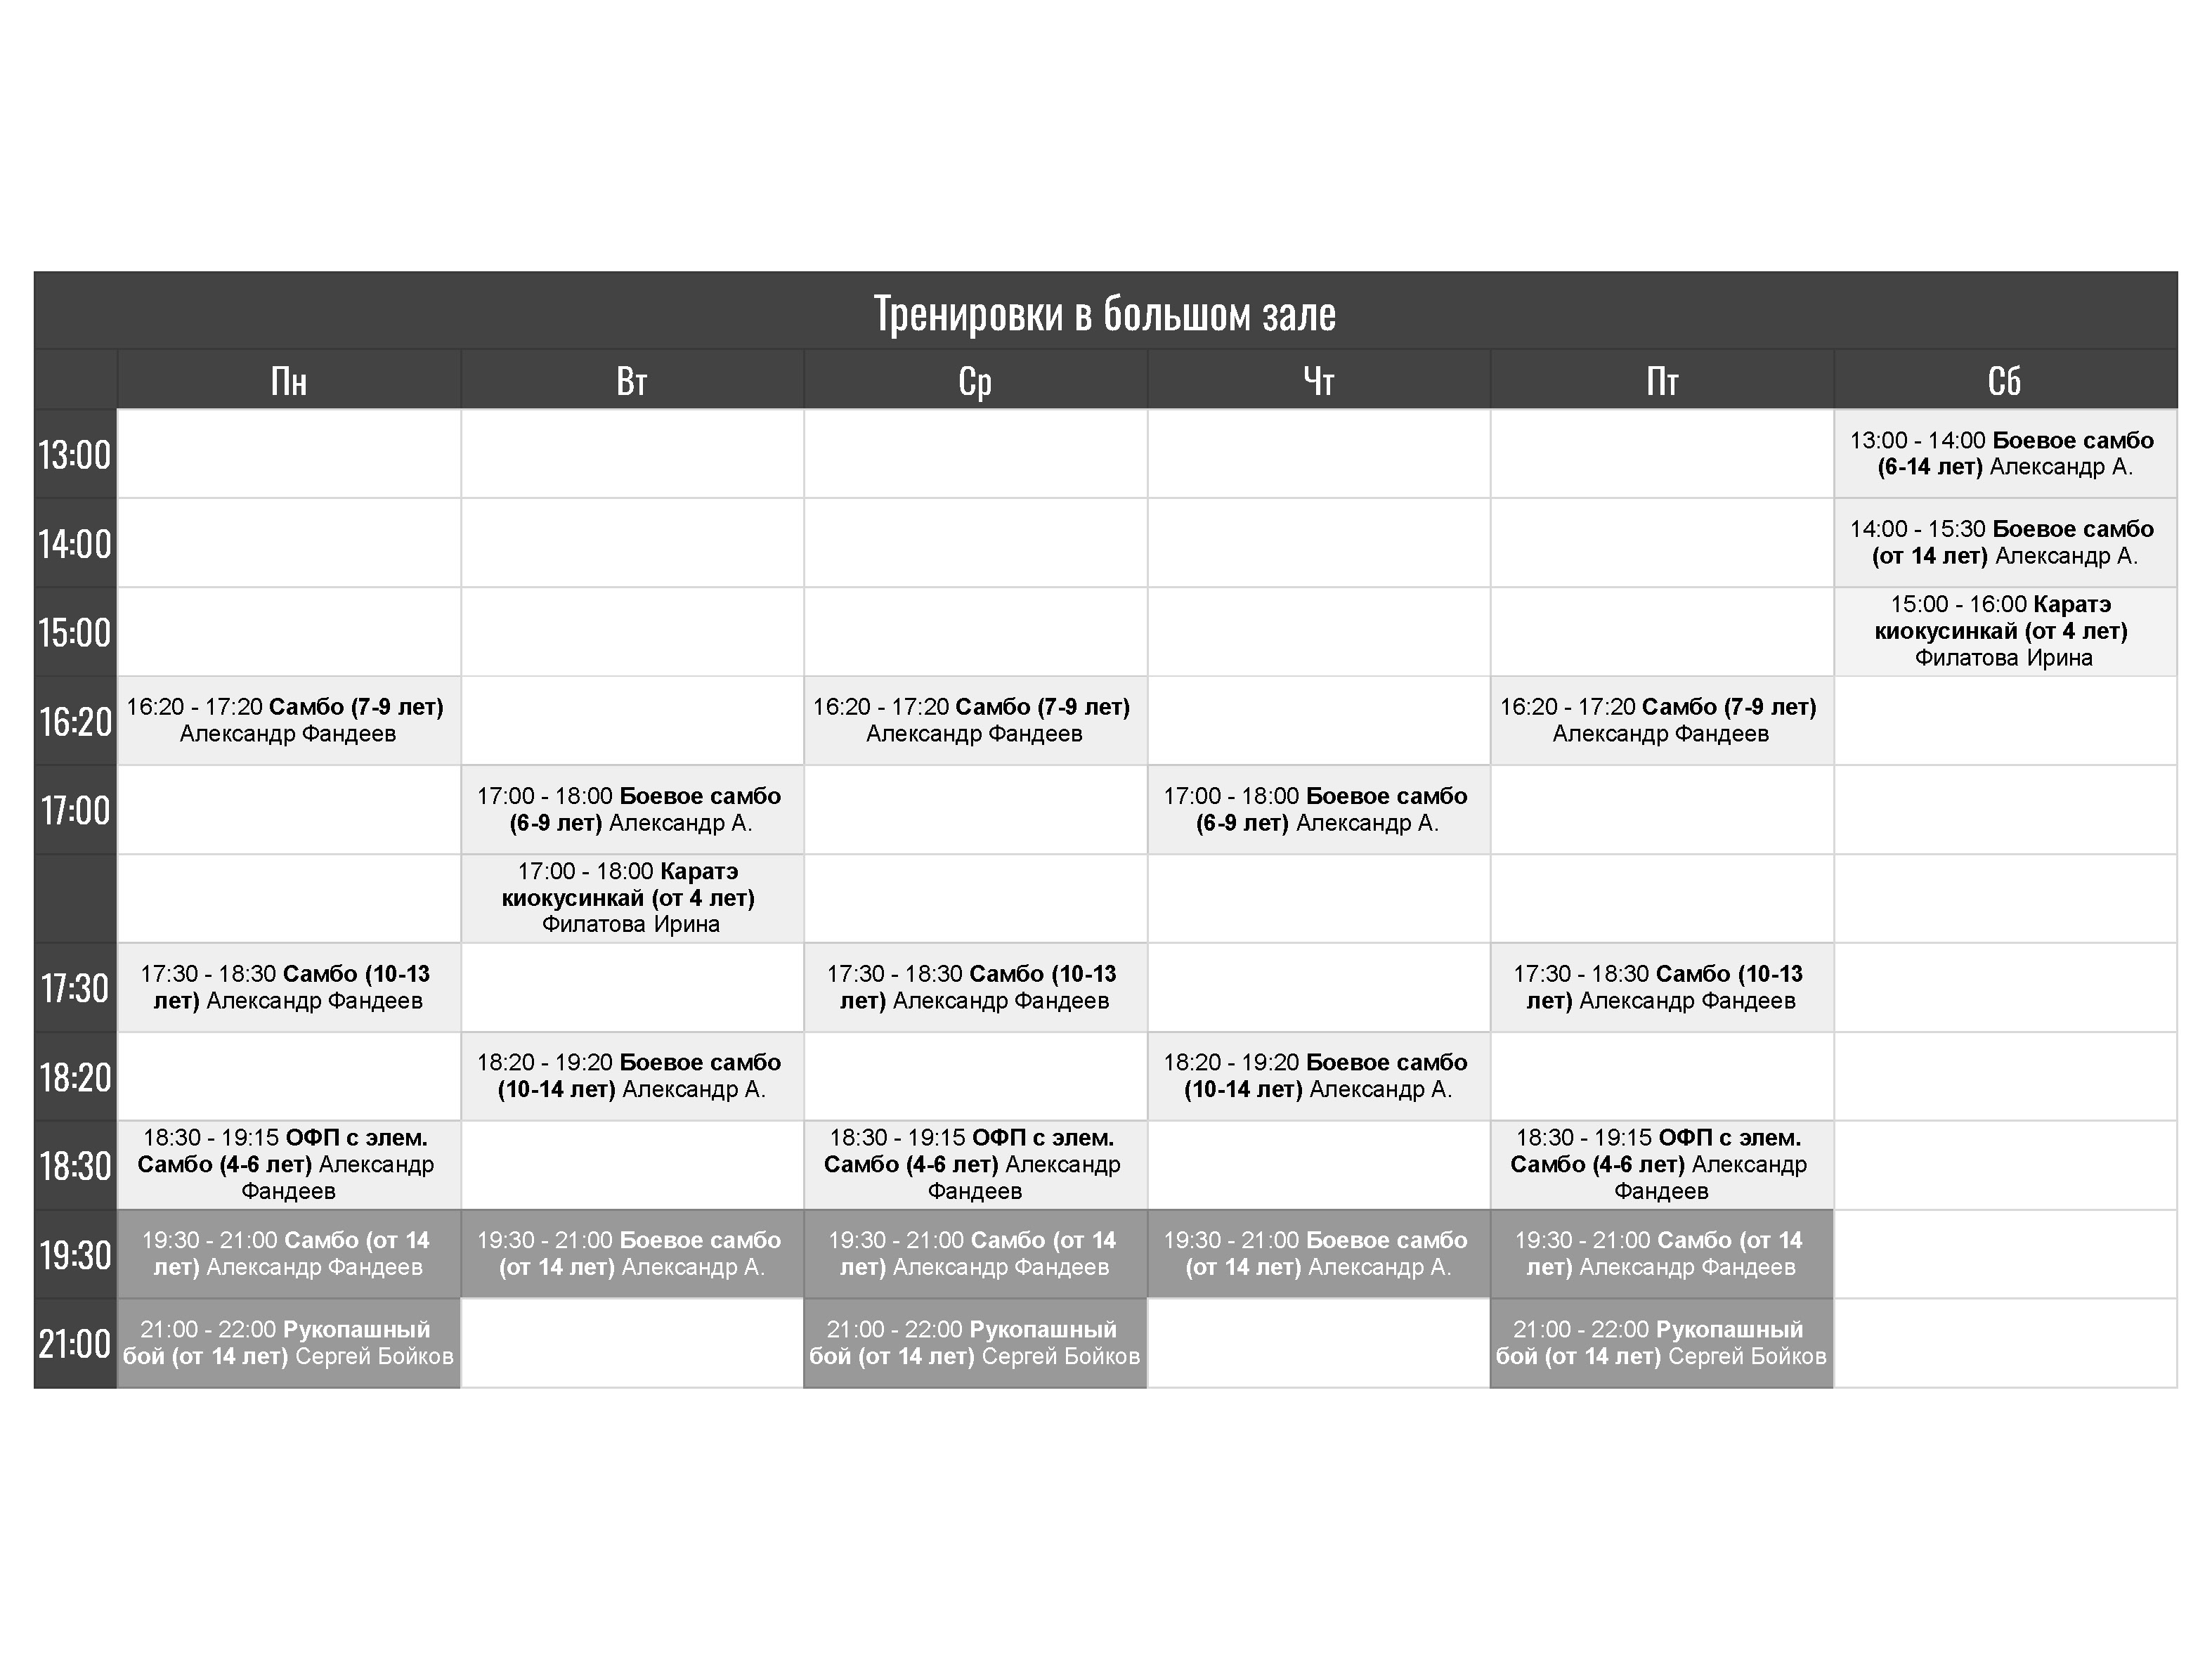 Тренировки в большом зале
Пн Вт Ср Чт Пт Сб
13:00
13:00 - 14:00 Боевое самбо
(6-14 лет) Александр А.
14:00
14:00 - 15:30 Боевое самбо
(от 14 лет) Александр А.
15:00
15:00 - 16:00 Каратэ
киокусинкай (от 4 лет)
Филатова Ирина
16:20
16:20 - 17:20 Самбо (7-9 лет)
Александр Фандеев
16:20 - 17:20 Самбо (7-9 лет)
Александр Фандеев
16:20 - 17:20 Самбо (7-9 лет)
Александр Фандеев
17:00
17:00 - 18:00 Боевое самбо
(6-9 лет) Александр А.
17:00 - 18:00 Боевое самбо
(6-9 лет) Александр А.
17:00 - 18:00 Каратэ
киокусинкай (от 4 лет)
Филатова Ирина
17:30
17:30 - 18:30 Самбо (10-13
лет) Александр Фандеев
17:30 - 18:30 Самбо (10-13
лет) Александр Фандеев
17:30 - 18:30 Самбо (10-13
лет) Александр Фандеев
18:20
18:20 - 19:20 Боевое самбо
(10-14 лет) Александр А.
18:20 - 19:20 Боевое самбо
(10-14 лет) Александр А.
18:30
18:30 - 19:15 ОФП с элем.
Самбо (4-6 лет) Александр
Фандеев
18:30 - 19:15 ОФП с элем.
Самбо (4-6 лет) Александр
Фандеев
18:30 - 19:15 ОФП с элем.
Самбо (4-6 лет) Александр
Фандеев
19:30
19:30 - 21:00 Самбо (от 14
лет) Александр Фандеев
19:30 - 21:00 Боевое самбо
(от 14 лет) Александр А.
19:30 - 21:00 Самбо (от 14
лет) Александр Фандеев
19:30 - 21:00 Боевое самбо
(от 14 лет) Александр А.
19:30 - 21:00 Самбо (от 14
лет) Александр Фандеев
21:00
21:00 - 22:00 Рукопашный
бой (от 14 лет) Сергей Бойков
21:00 - 22:00 Рукопашный
бой (от 14 лет) Сергей Бойков
21:00 - 22:00 Рукопашный
бой (от 14 лет) Сергей Бойков